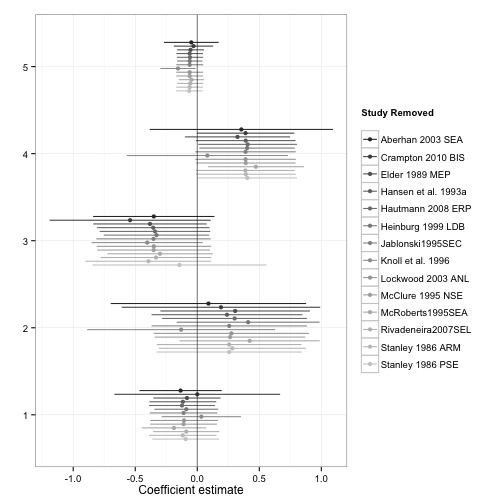 5
4
3
2
1
-1.0 -0.5 0.0 0.5 1.0
Coefficient estimate
Study Removed
Aberhan 2003 SEA
Crampton 2010 BIS
Elder 1989 MEP
Hansen et al. 1993a
Hautmann 2008 ERP
Heinburg 1999 LDB
Jablonski1995SEC
Knoll et al. 1996
Lockwood 2003 ANL
McClure 1995 NSE
McRoberts1995SEA
Rivadeneira2007SEL
Stanley 1986 ARM
Stanley 1986 PSE